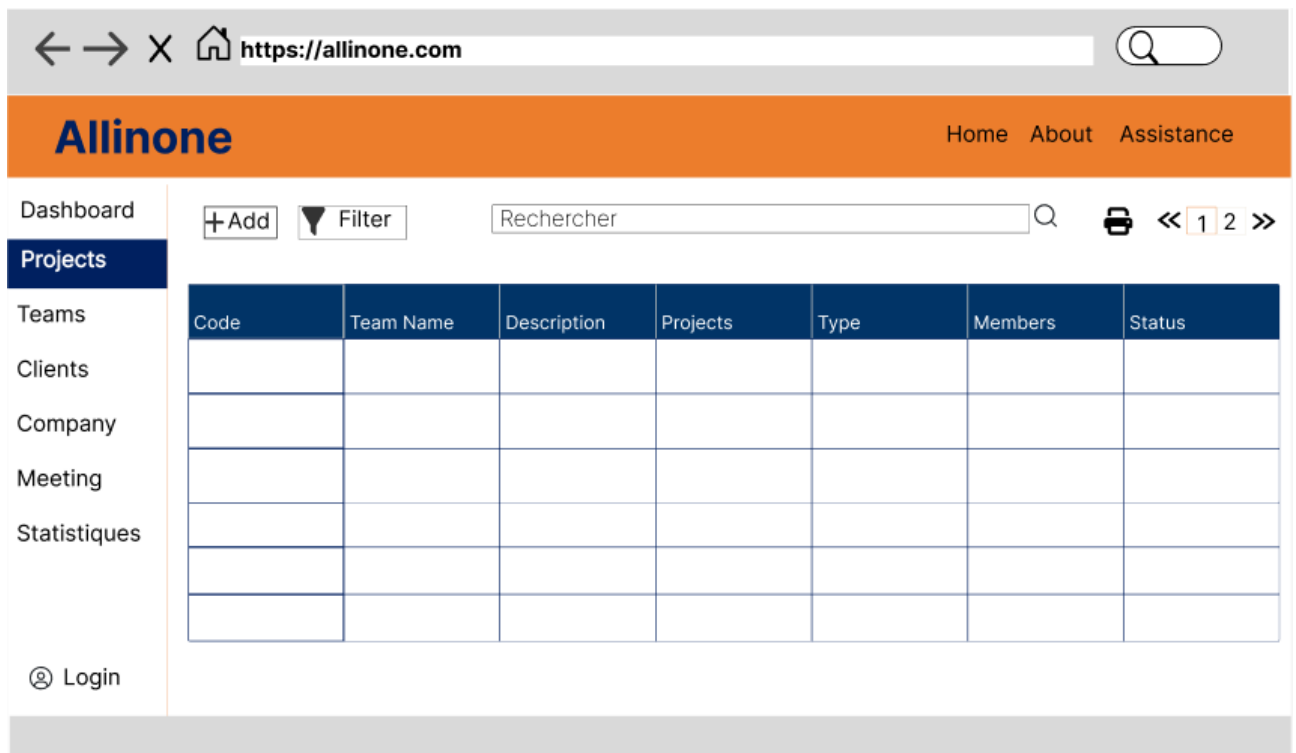 https://allinone.com
Allinone
Home About Assistance
Dashboard
Projects
Teams
Clients
Company
Meeting
Statistiques
Login
+Add
Filter
Rechercher
1 2
Code Team Name Description Projects Type Members Status